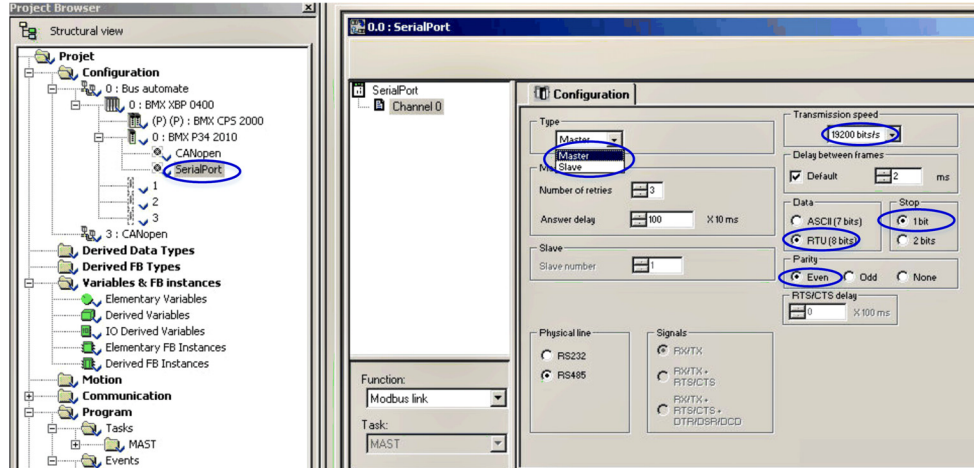 Project Browser
Structural view
Projet
Configuration
0 : Bus automate
0 : BMX XBP 0400
(P) (P) : BMX CPS 2000
0 : BMX P34 2010
CANopen
SerialPort
1
2
3
3 : CANopen
Derived Data Types
Derived FB Types
Variables & FB instances
Elementary Variables
Derived Variables
IO Derived Variables
Elementary FB Instances
Derived FB Instances
Motion
Communication
Program
Tasks
MAST
Events
0.0 : SerialPort
SerialPort
Channel 0
Function:
Modbus link
Task:
MAST
Configuration
Type
Master
Master
Slave
Number of retries
3
Answer delay
100
X 10 ms
Slave
Slave number
1
Transmission speed
19200 bits/s
Delay between frames
Default
2
ms
Data
ASCII (7 bits)
RTU (8 bits)
Stop
1 bit
2 bits
Parity
Even
Odd
None
RTS/CTS delay
0
X 100 ms
Physical line
RS232
RS485
Signals
RX/TX
RX/TX +
RTS/CTS
RX/TX +
RTS/CTS +
DTR/DSR/DCD